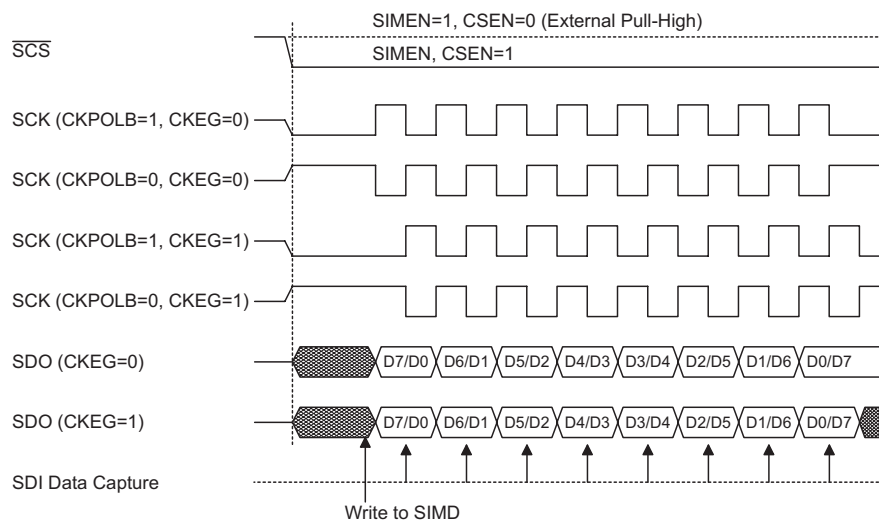 SIMEN=1, CSEN=0 (External Pull-High)
SCS
SIMEN, CSEN=1
SCK (CKPOLB=1, CKEG=0)
SCK (CKPOLB=0, CKEG=0)
SCK (CKPOLB=1, CKEG=1)
SCK (CKPOLB=0, CKEG=1)
SDO (CKEG=0) D7/D0 D6/D1 D5/D2 D4/D3 D3/D4 D2/D5 D1/D6 D0/D7
SDO (CKEG=1) D7/D0 D6/D1 D5/D2 D4/D3 D3/D4 D2/D5 D1/D6 D0/D7
SDI Data Capture
Write to SIMD